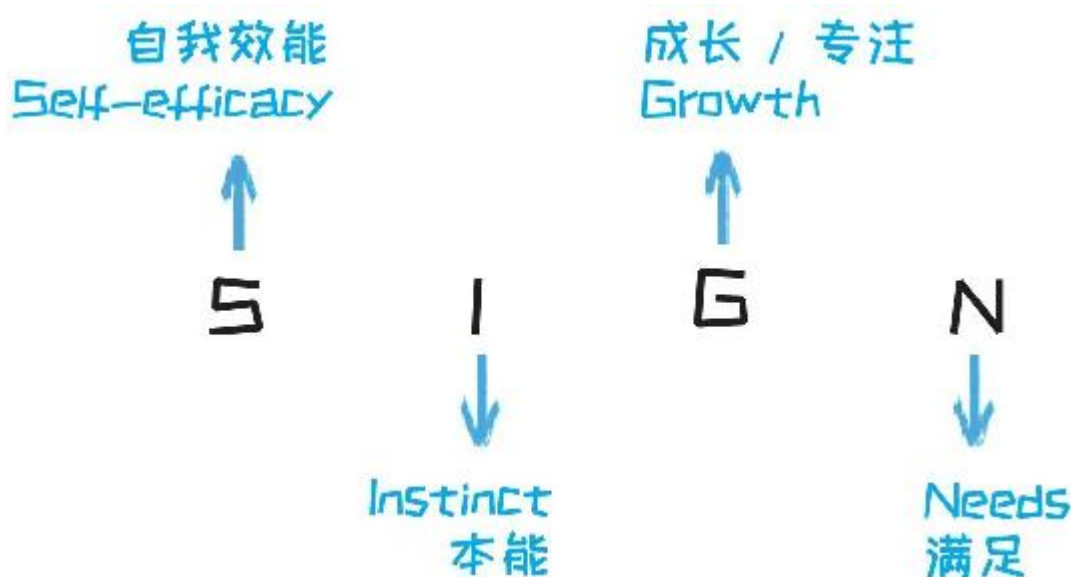 自我效能
Self-efficacy
成长 / 专注
Growth
S I G N
Instinct
本能
Needs
满足